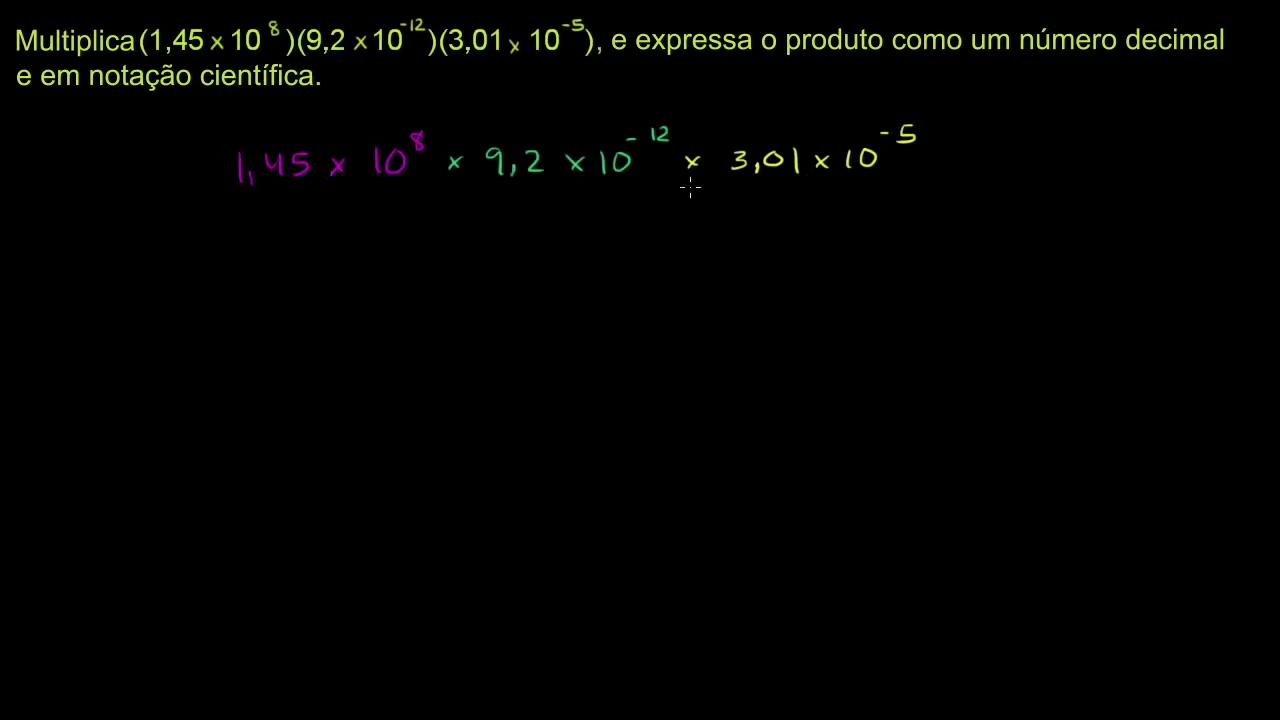 Multiplica (1,45 × 10⁸)(9,2 × 10⁻¹²)(3,01 × 10⁻⁵), e expressa o produto como um número decimal
e em notação científica.
1,45 × 10⁸ × 9,2 × 10⁻¹² × 3,01 × 10⁻⁵